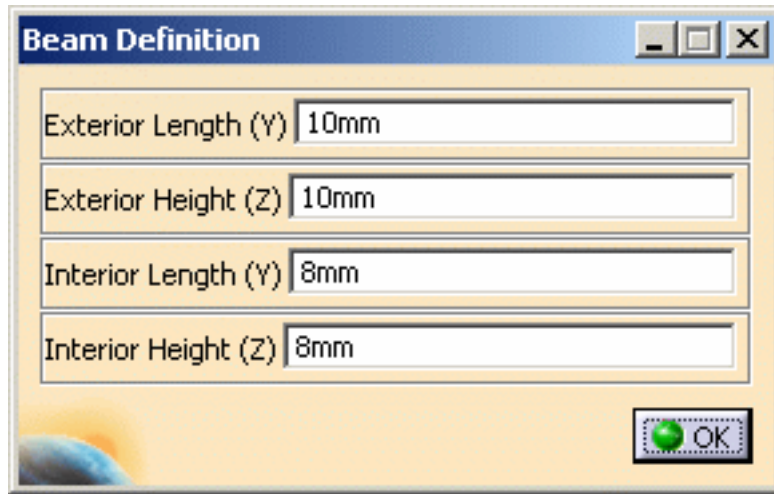 Beam Definition
Exterior Length (Y) 10mm
Exterior Height (Z) 10mm
Interior Length (Y) 8mm
Interior Height (Z) 8mm
OK